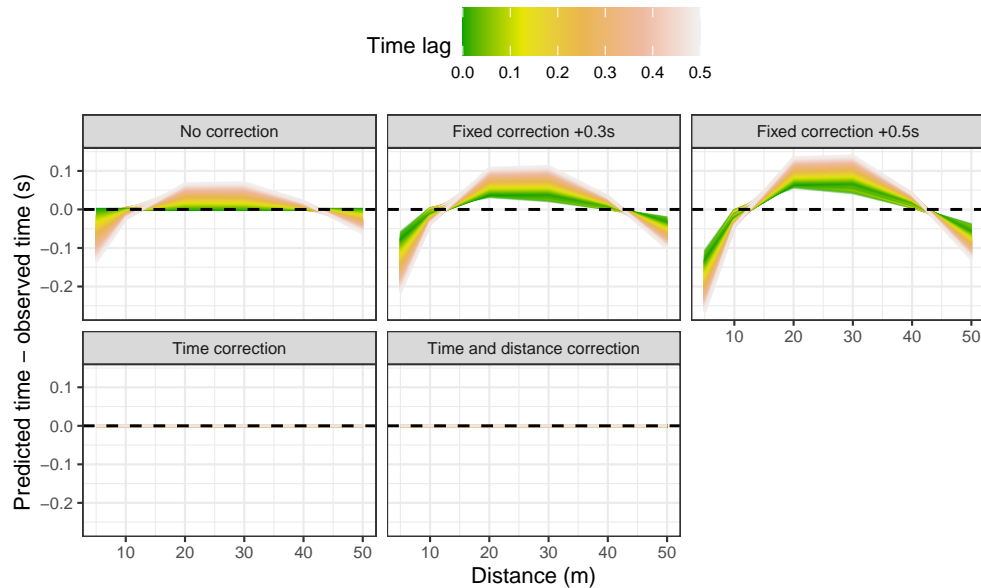 Time lag
0.0 0.1 0.2 0.3 0.4 0.5
No correction
Fixed correction +0.3s
Fixed correction +0.5s
0.1
0.0
−0.1
−0.2
10 20 30 40 50
Time correction
Time and distance correction
0.1
0.0
−0.1
−0.2
10 20 30 40 50
10 20 30 40 50
Distance (m)
Predicted time − observed time (s)